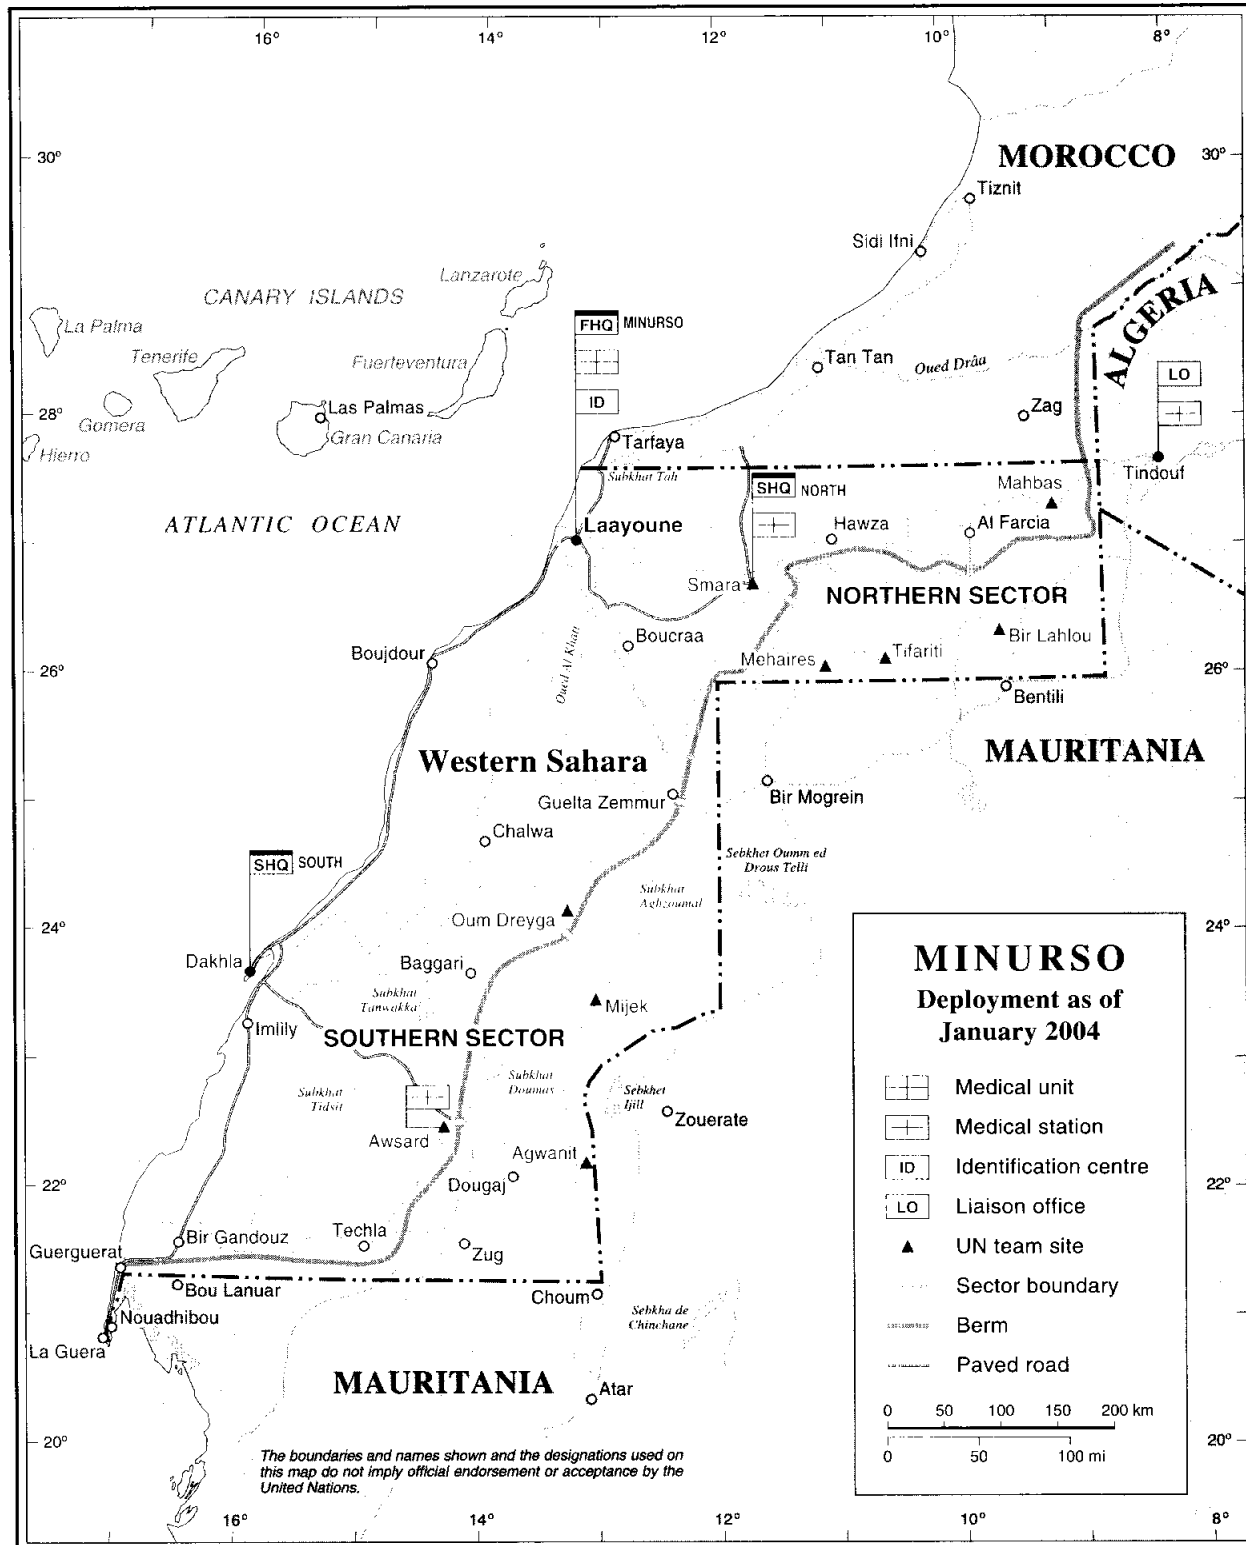 16°
14°
12°
10°
8°
30°
MOROCCO
30°
Tiznit
Sidi Ifni
Lanzarote
CANARY ISLANDS
ALGERIA
La Palma
FHQ MINURSO
Tenerife
Fuerteventura
Tan Tan
Oued Drâa
LO
ID
Las Palmas
Zag
28°
Gomera
Gran Canaria
Tarfaya
Hierro
Subkhat Tah
Tindouf
Mahbas
SHQ NORTH
ATLANTIC OCEAN
Laayoune
Hawza
Al Farcia
Smara
NORTHERN SECTOR
Boucraa
Bir Lahlou
Boujdour
Oued Al Khan
Mehaires
Tifariti
26°
26°
Bentili
Western Sahara
MAURITANIA
Guelta Zemmur
Bir Mogrein
Chalwa
SHQ SOUTH
Sebkhet Oumm ed
Drous Telli
Subkhat
Aghzoumal
Oum Dreyga
24°
24°
Dakhla
Baggari
Subkhat
Tanwakka
Mijek
Imlily
SOUTHERN SECTOR
Subkhat
Tidsit
Subkhat
Doumas
Sebkhet
Ijill
Zouerate
Awsard
Agwanit
22°
Dougaj
22°
Bir Gandouz
Techla
Zug
Guerguerat
Bou Lanuar
Choum
Nouadhibou
Sebkha de
Chinchane
La Guera
MAURITANIA
Atar
20°
20°
The boundaries and names shown and the designations used on
this map do not imply official endorsement or acceptance by the
United Nations.
MINURSO
Deployment as of
January 2004
Medical unit
Medical station
ID Identification centre
LO Liaison office
UN team site
Sector boundary
Berm
Paved road
0 50 100 150 200 km
0 50 100 mi
16°
14°
12°
10°
8°